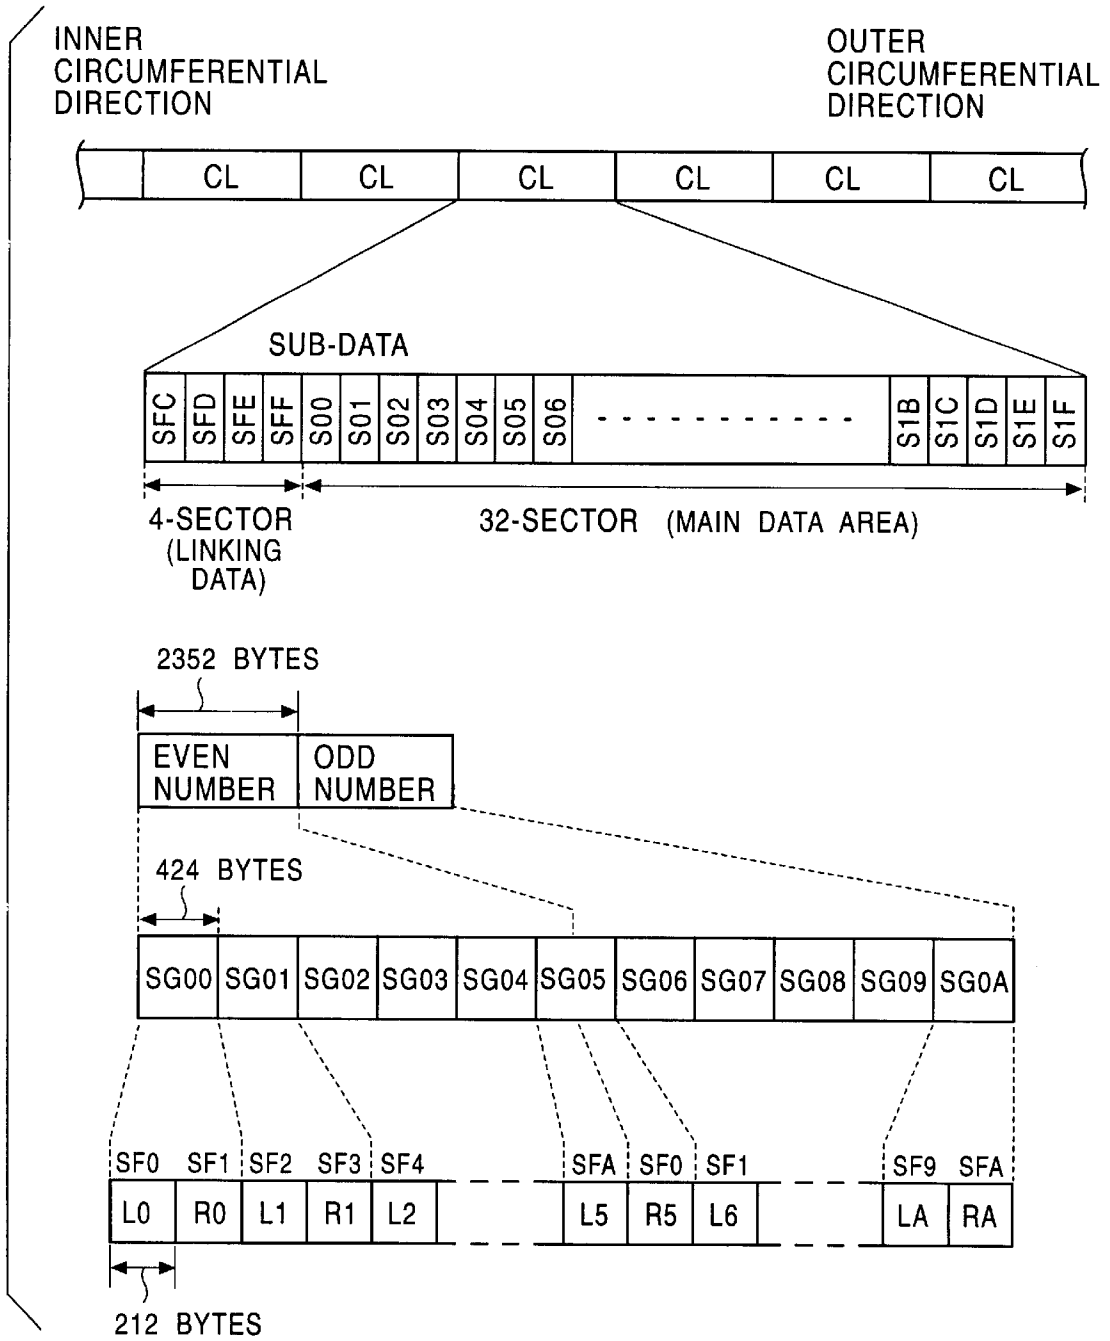 INNER CIRCUMFERENTIAL DIRECTION
OUTER CIRCUMFERENTIAL DIRECTION
CL CL CL CL CL CL
SUB-DATA
SFC SFD SFE SFF S00 S01 S02 S03 S04 S05 S06 S1B S1C S1D S1E S1F
4-SECTOR (LINKING DATA)
32-SECTOR (MAIN DATA AREA)
2352 BYTES
EVEN NUMBER
ODD NUMBER
424 BYTES
SG00 SG01 SG02 SG03 SG04 SG05 SG06 SG07 SG08 SG09 SG0A
SF0 SF1 SF2 SF3 SF4 SFA SF0 SF1 SF9 SFA
L0 R0 L1 R1 L2 L5 R5 L6 LA RA
212 BYTES